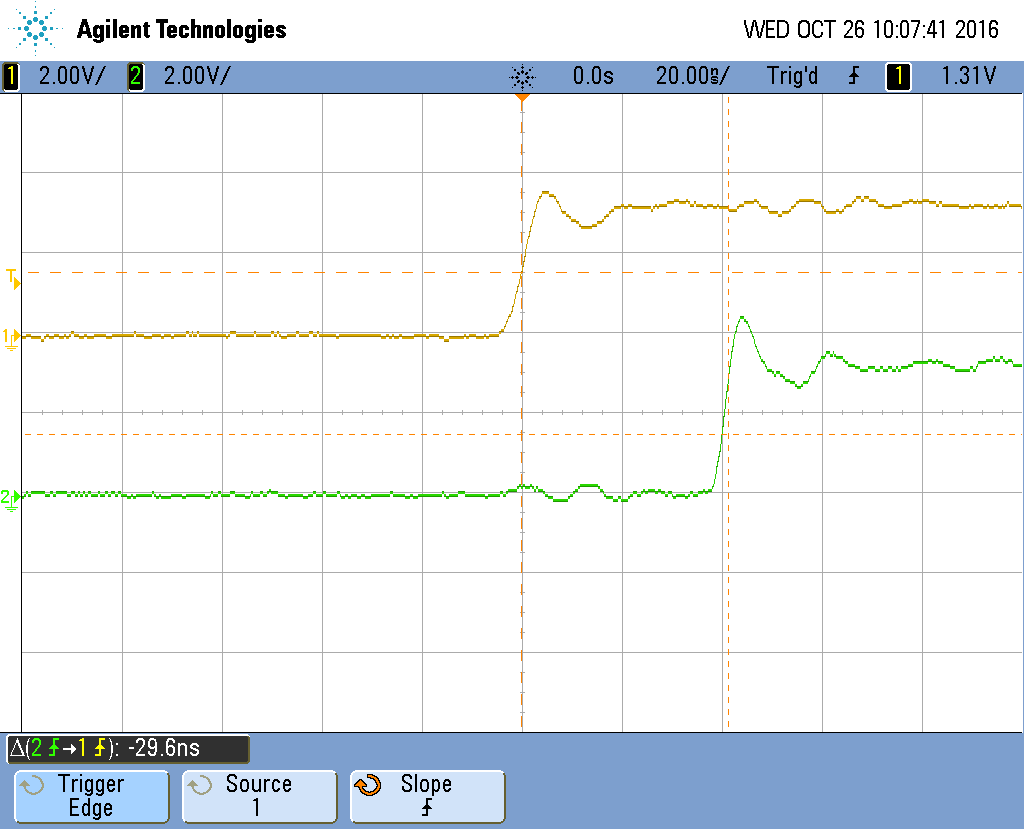 Agilent Technologies WED OCT 26 10:07:41 2016
1 2.00V/ 2 2.00V/ 0.0s 20.00ns/ Trig'd 1 1.31V
T
1
2
Δ(2→1): -29.6ns
Trigger Source Slope
Edge 1